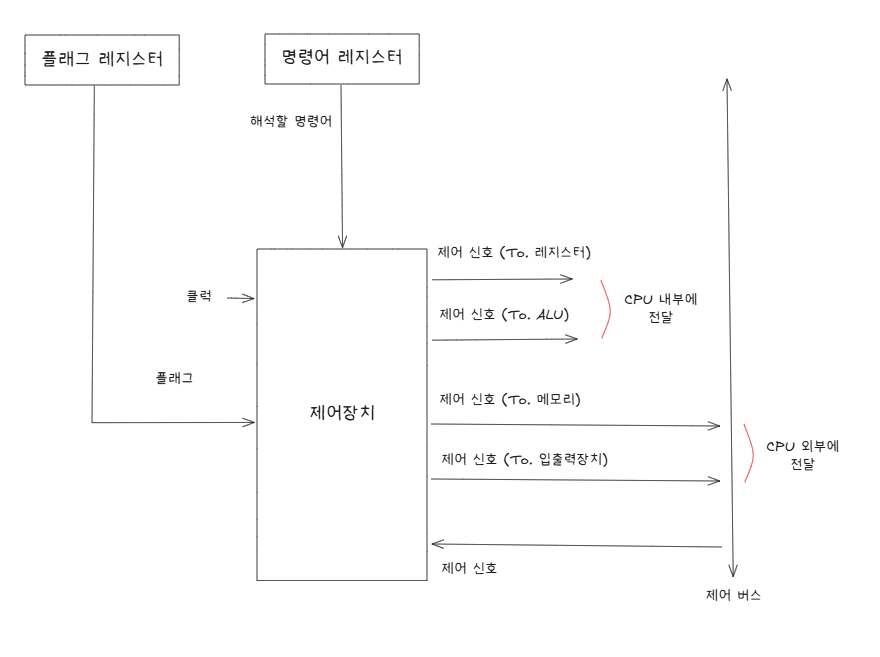 플래그 레지스터
명령어 레지스터
해석할 명령어
제어 신호 (To. 레지스터)
클럭
CPU 내부에
전달
제어 신호 (To. ALU)
플래그
제어장치
제어 신호 (To. 메모리)
CPU 외부에
전달
제어 신호 (To. 입출력장치)
제어 신호
제어 버스